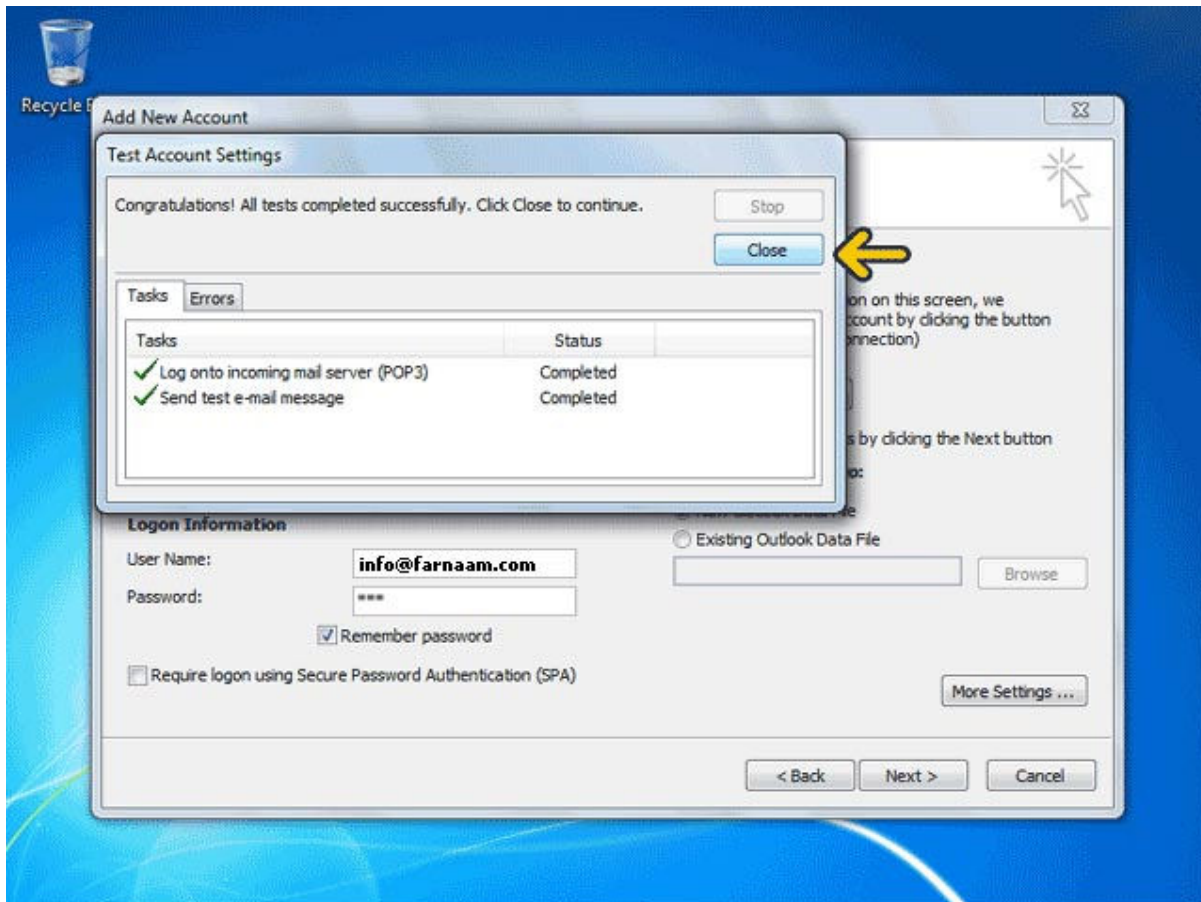 Recycle
Add New Account
Test Account Settings
Congratulations! All tests completed successfully. Click Close to continue.
Stop
Close
Tasks
Errors
Tasks Status
Log onto incoming mail server (POP3) Completed
Send test e-mail message Completed
on on this screen, we
ccount by clicking the button
nnection)
s by clicking the Next button
o:
Logon Information
User Name: info@farnaam.com
Password: ***
Remember password
Require logon using Secure Password Authentication (SPA)
Existing Outlook Data File
Browse
More Settings ...
< Back Next > Cancel